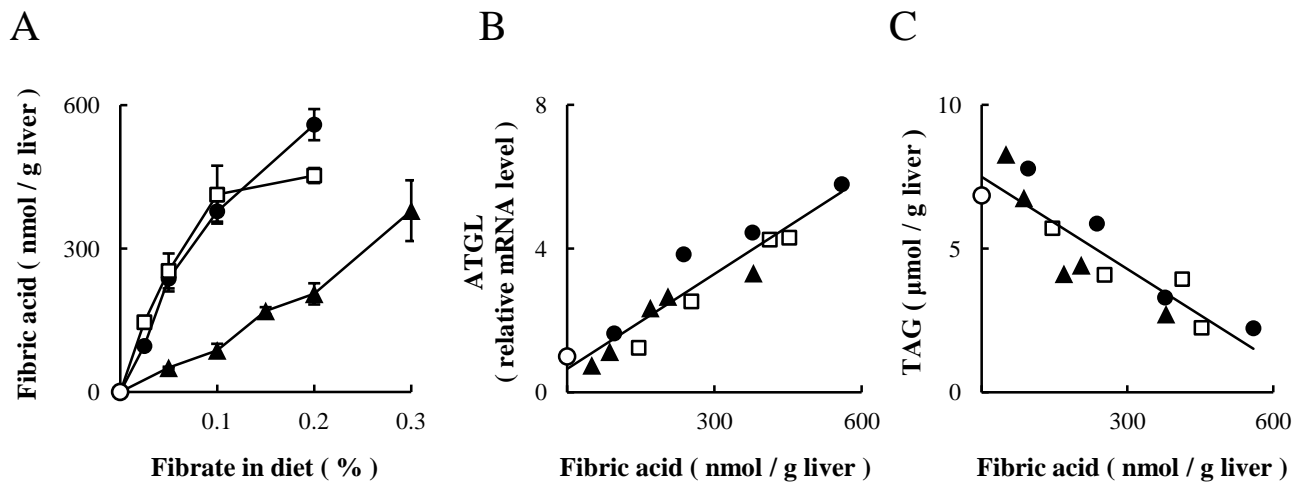 A
Fibric acid ( nmol / g liver )
600
300
0
0.1
0.2
0.3
Fibrate in diet ( % )
B
ATGL
( relative mRNA level )
8
4
0
300
600
Fibric acid ( nmol / g liver )
C
TAG ( μmol / g liver )
10
5
0
300
600
Fibric acid ( nmol / g liver )